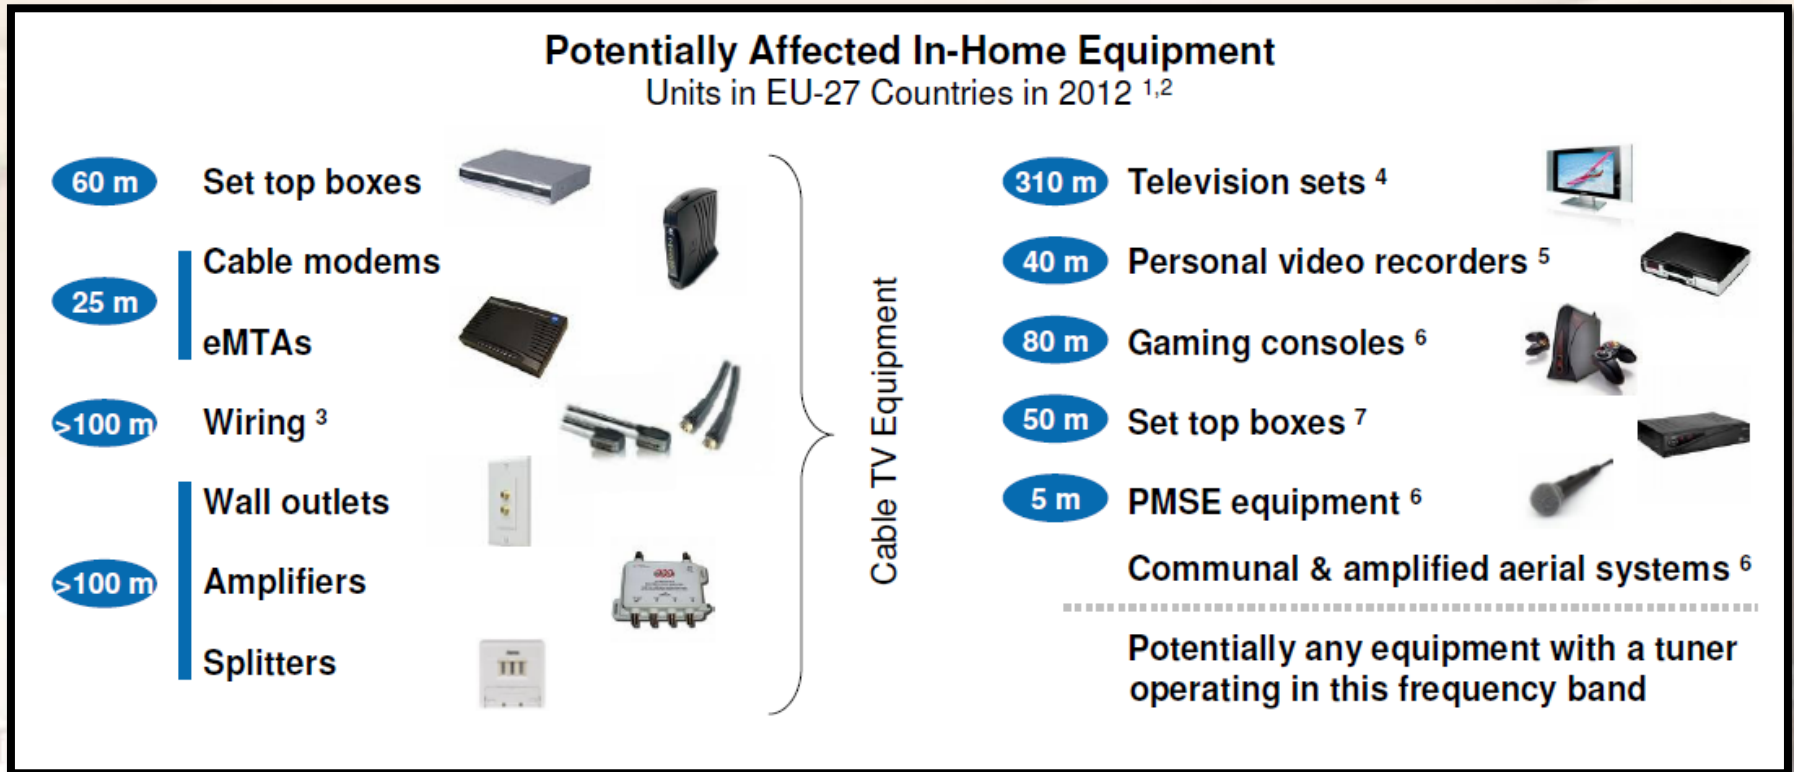 Potentially Affected In-Home Equipment
Units in EU-27 Countries in 2012 1,2
60 m Set top boxes
Cable modems
25 m
eMTAs
>100 m Wiring 3
Wall outlets
>100 m Amplifiers
Splitters
Cable TV Equipment
310 m Television sets 4
40 m Personal video recorders 5
80 m Gaming consoles 6
50 m Set top boxes 7
5 m PMSE equipment 6
Communal & amplified aerial systems 6
Potentially any equipment with a tuner
operating in this frequency band